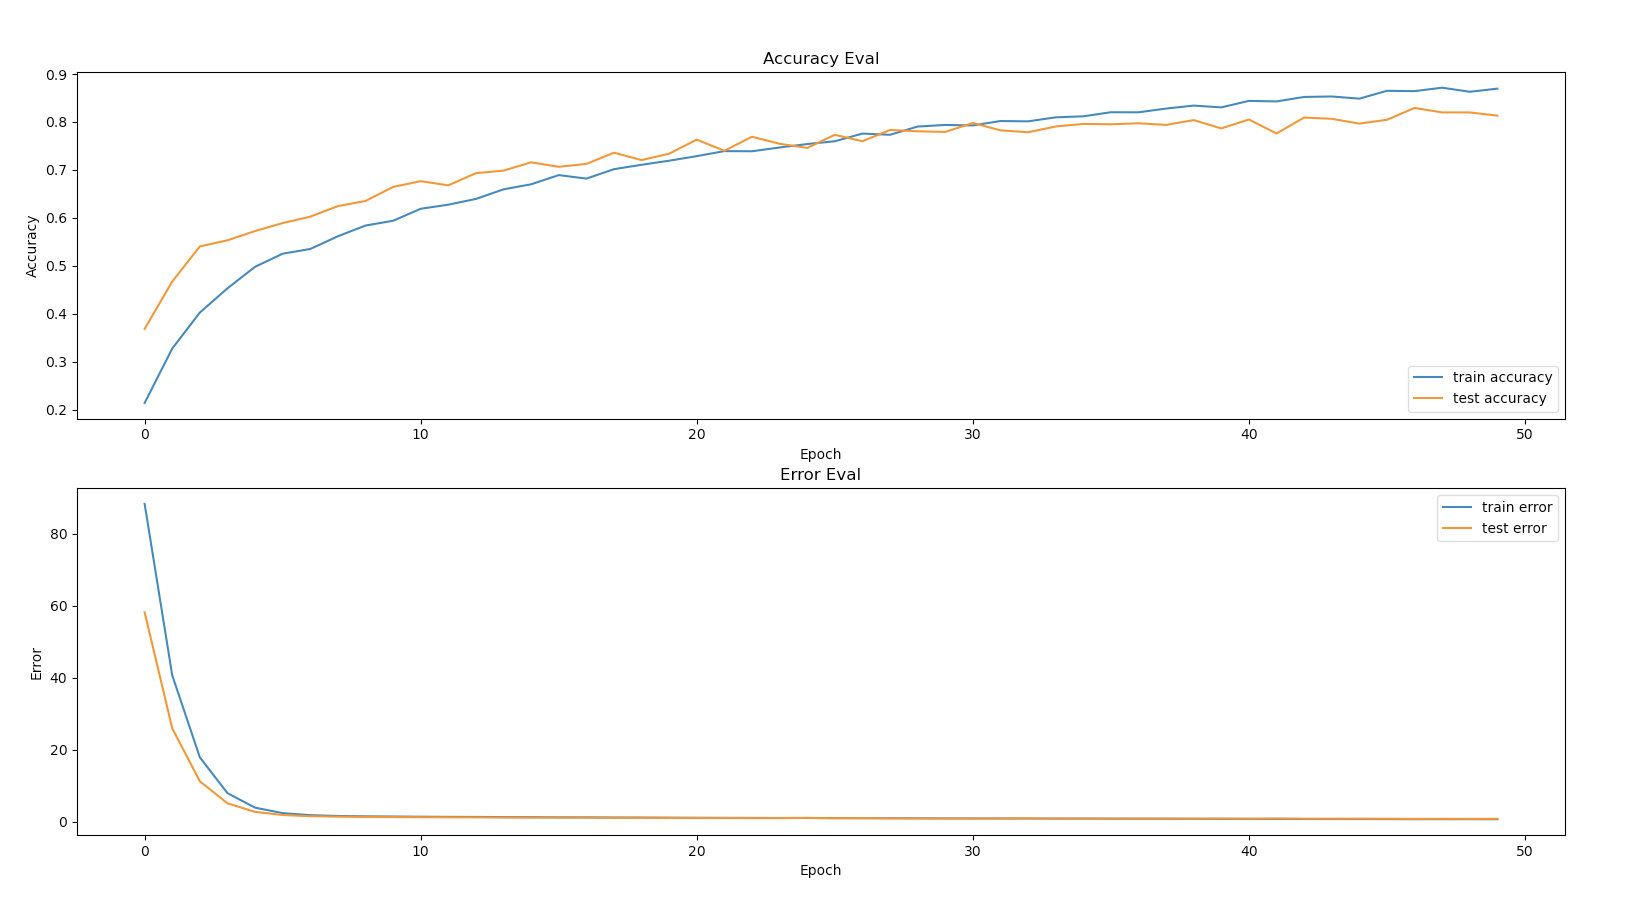 Accuracy Eval
0.9
0.8
0.7
0.6
0.5
0.4
0.3
0.2
Accuracy
train accuracy
test accuracy
0 10 20 30 40 50
Epoch
Error Eval
80
60
40
20
0
Error
train error
test error
0 10 20 30 40 50
Epoch